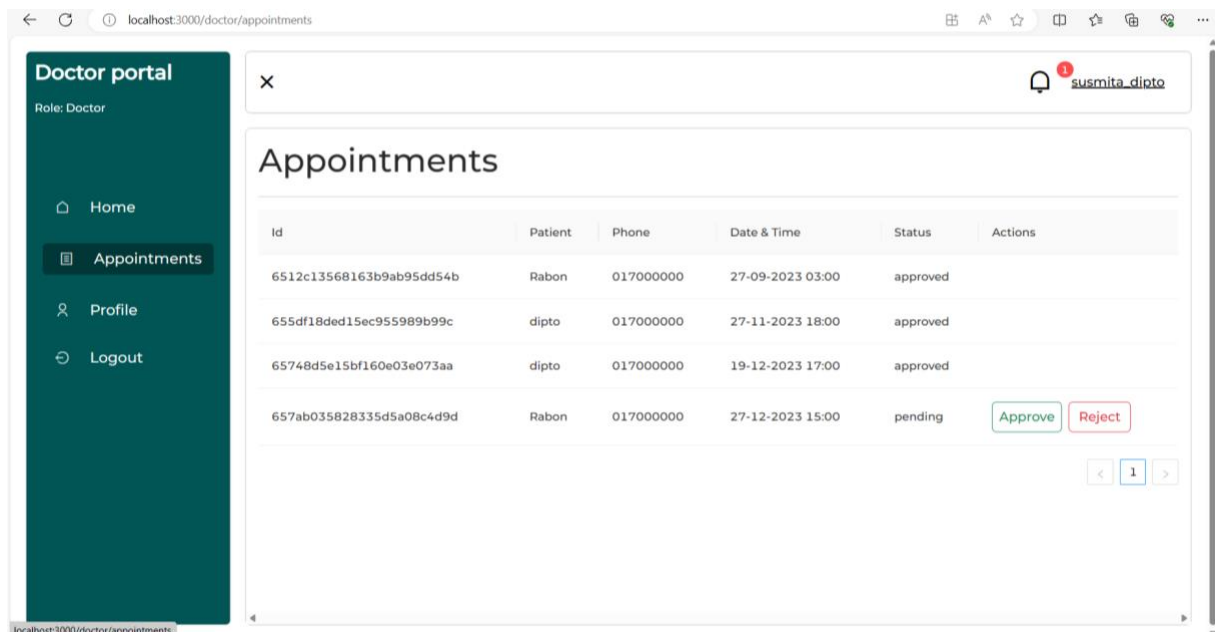 localhost:3000/doctor/appointments
Doctor portal
Role: Doctor
Home
Appointments
Profile
Logout
1
susmita_dipto
Appointments
Id Patient Phone Date & Time Status Actions
6512c13568163b9ab95dd54b Rabon 017000000 27-09-2023 03:00 approved
655df18ded15ec955989b99c dipto 017000000 27-11-2023 18:00 approved
65748d5e15bf160e03e073aa dipto 017000000 19-12-2023 17:00 approved
657ab035828335d5a08c4d9d Rabon 017000000 27-12-2023 15:00 pending Approve Reject
< 1 >
localhost:3000/doctor/appointments